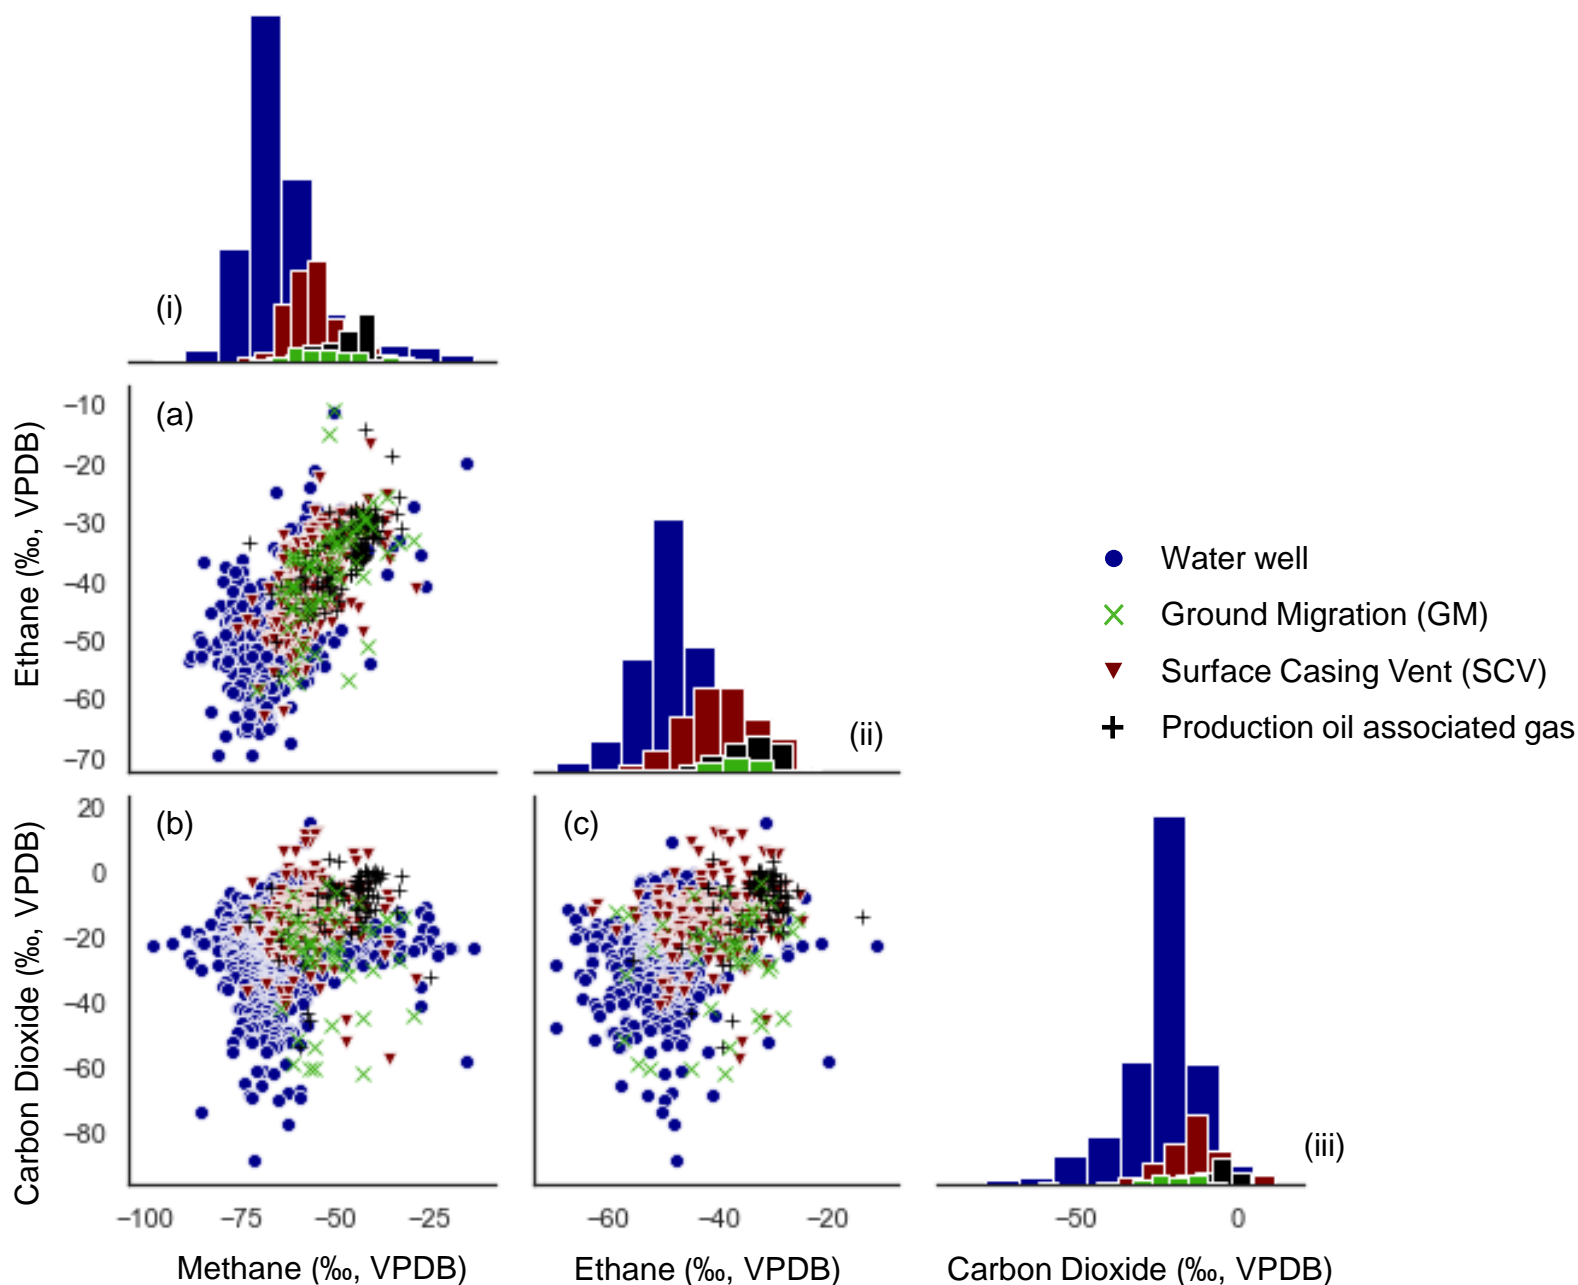 (i)
(a)
−10
−20
−30
−40
−50
−60
−70
Ethane (‰, VPDB)
(ii)
Water well
Ground Migration (GM)
Surface Casing Vent (SCV)
Production oil associated gas
(b)
20
0
−20
−40
−60
−80
Carbon Dioxide (‰, VPDB)
(c)
(iii)
−100 −75 −50 −25
−60 −40 −20
−50 0
Methane (‰, VPDB)
Ethane (‰, VPDB)
Carbon Dioxide (‰, VPDB)